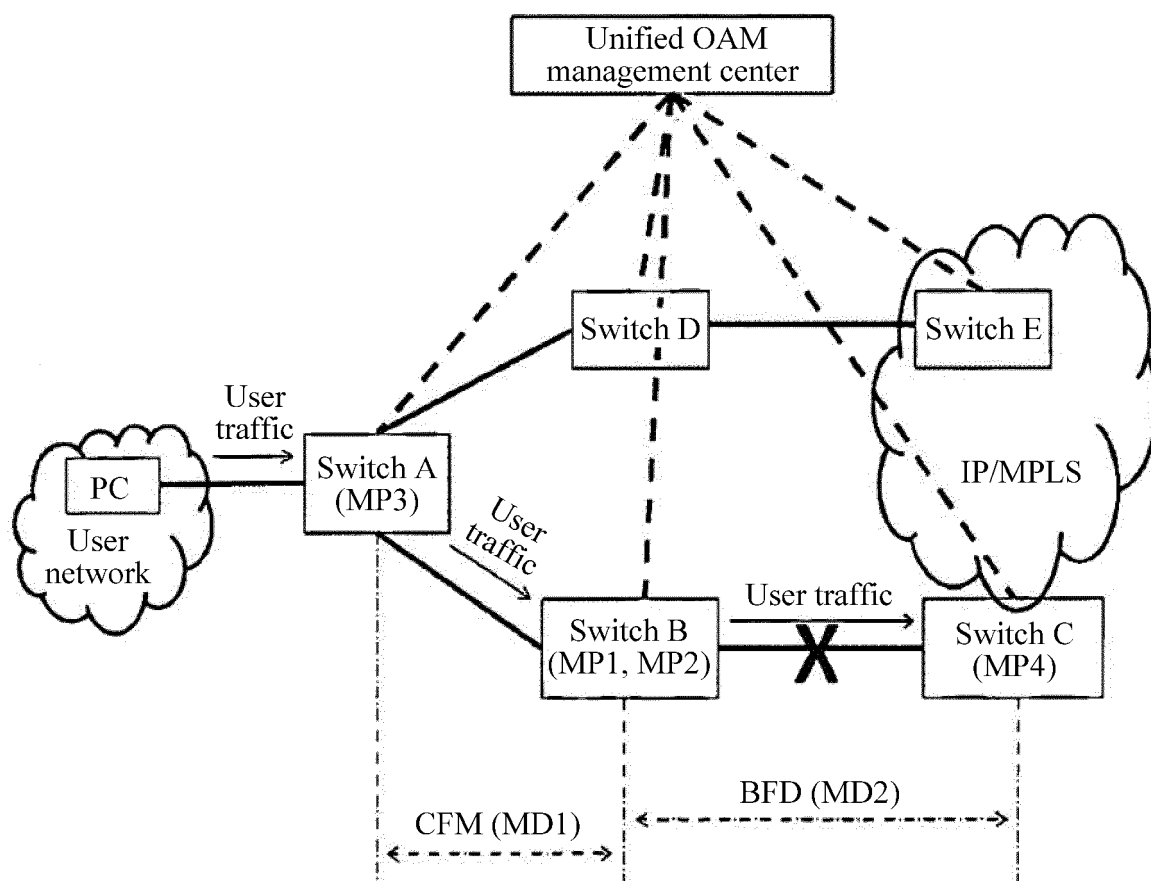 Unified OAM
management center
Switch D
Switch E
User
traffic
Switch A
(MP3)
PC
User
network
IP/MPLS
User
traffic
User traffic
Switch B
(MP1, MP2)
X
Switch C
(MP4)
BFD (MD2)
CFM (MD1)